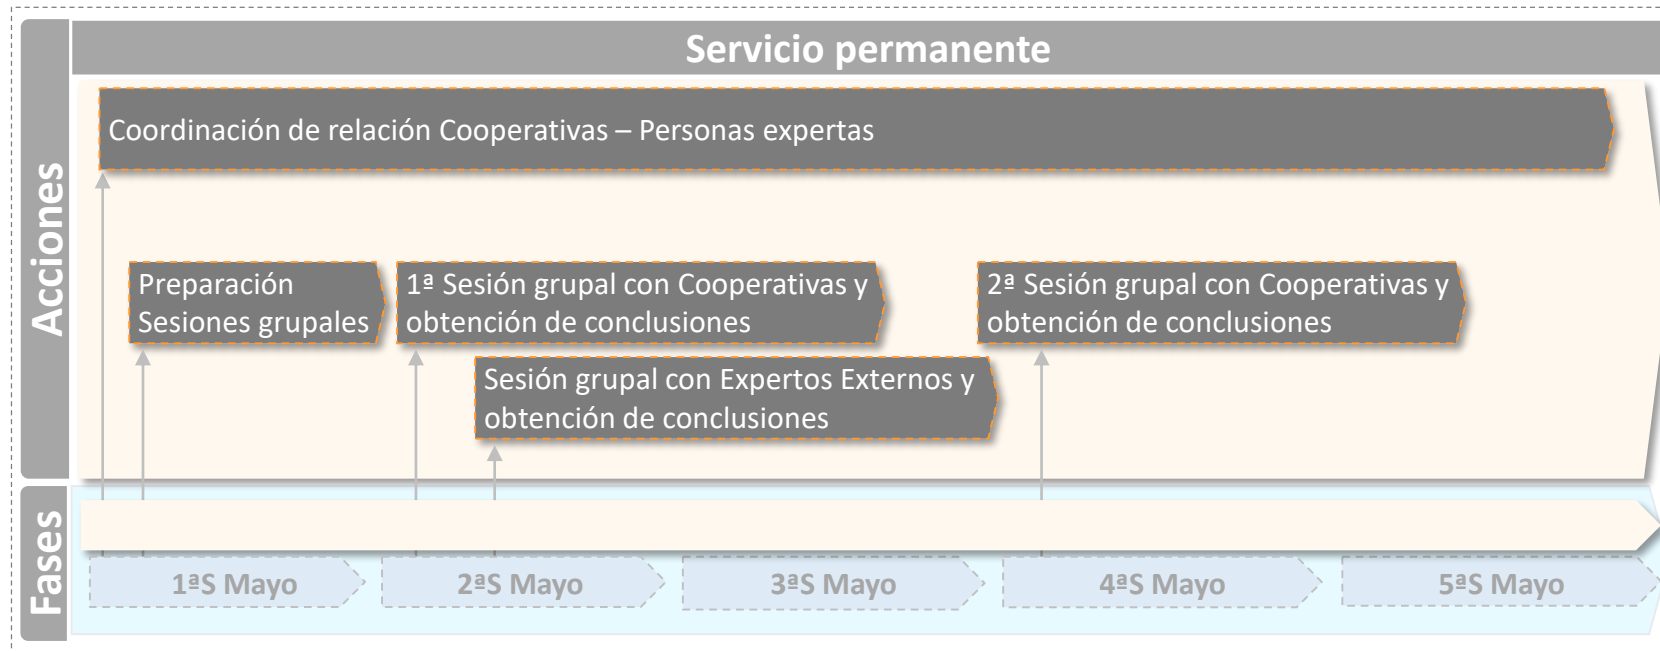 Servicio permanente
Acciones
Coordinación de relación Cooperativas – Personas expertas
Preparación
Sesiones grupales
1ª Sesión grupal con Cooperativas y
obtención de conclusiones
2ª Sesión grupal con Cooperativas y
obtención de conclusiones
Sesión grupal con Expertos Externos y
obtención de conclusiones
Fases
1ªS Mayo
2ªS Mayo
3ªS Mayo
4ªS Mayo
5ªS Mayo